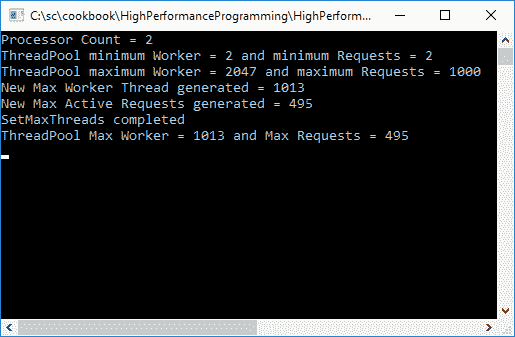 C:\sc\cookbook\HighPerformanceProgramming\HighPerform...
Processor Count = 2
ThreadPool minimum Worker = 2 and minimum Requests = 2
ThreadPool maximum Worker = 2047 and maximum Requests = 1000
New Max Worker Thread generated = 1013
New Max Active Requests generated = 495
SetMaxThreads completed
ThreadPool Max Worker = 1013 and Max Requests = 495